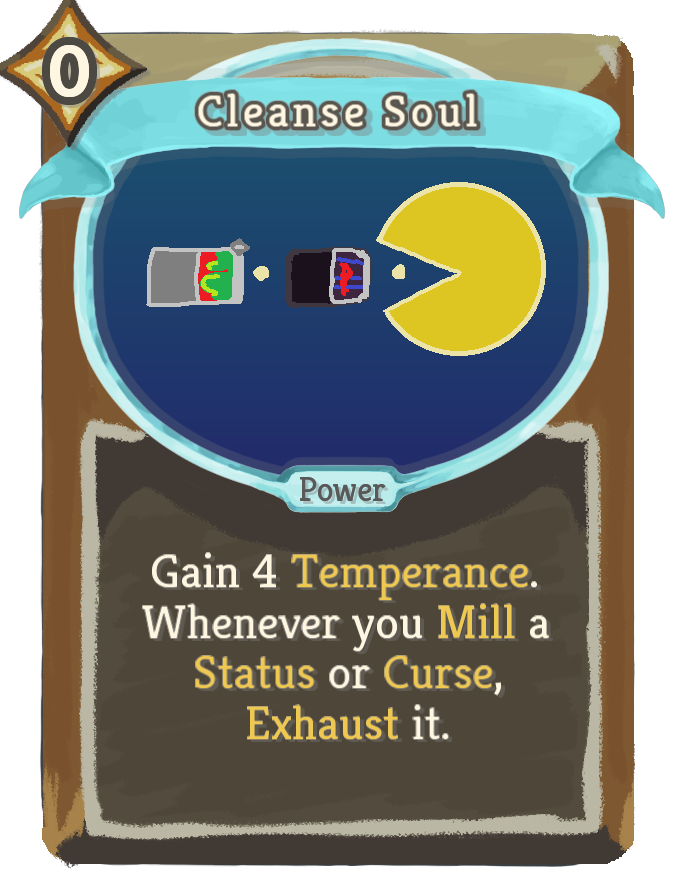 0
Cleanse Soul
Power
Gain 4 Temperance.
Whenever you Mill a
Status or Curse,
Exhaust it.